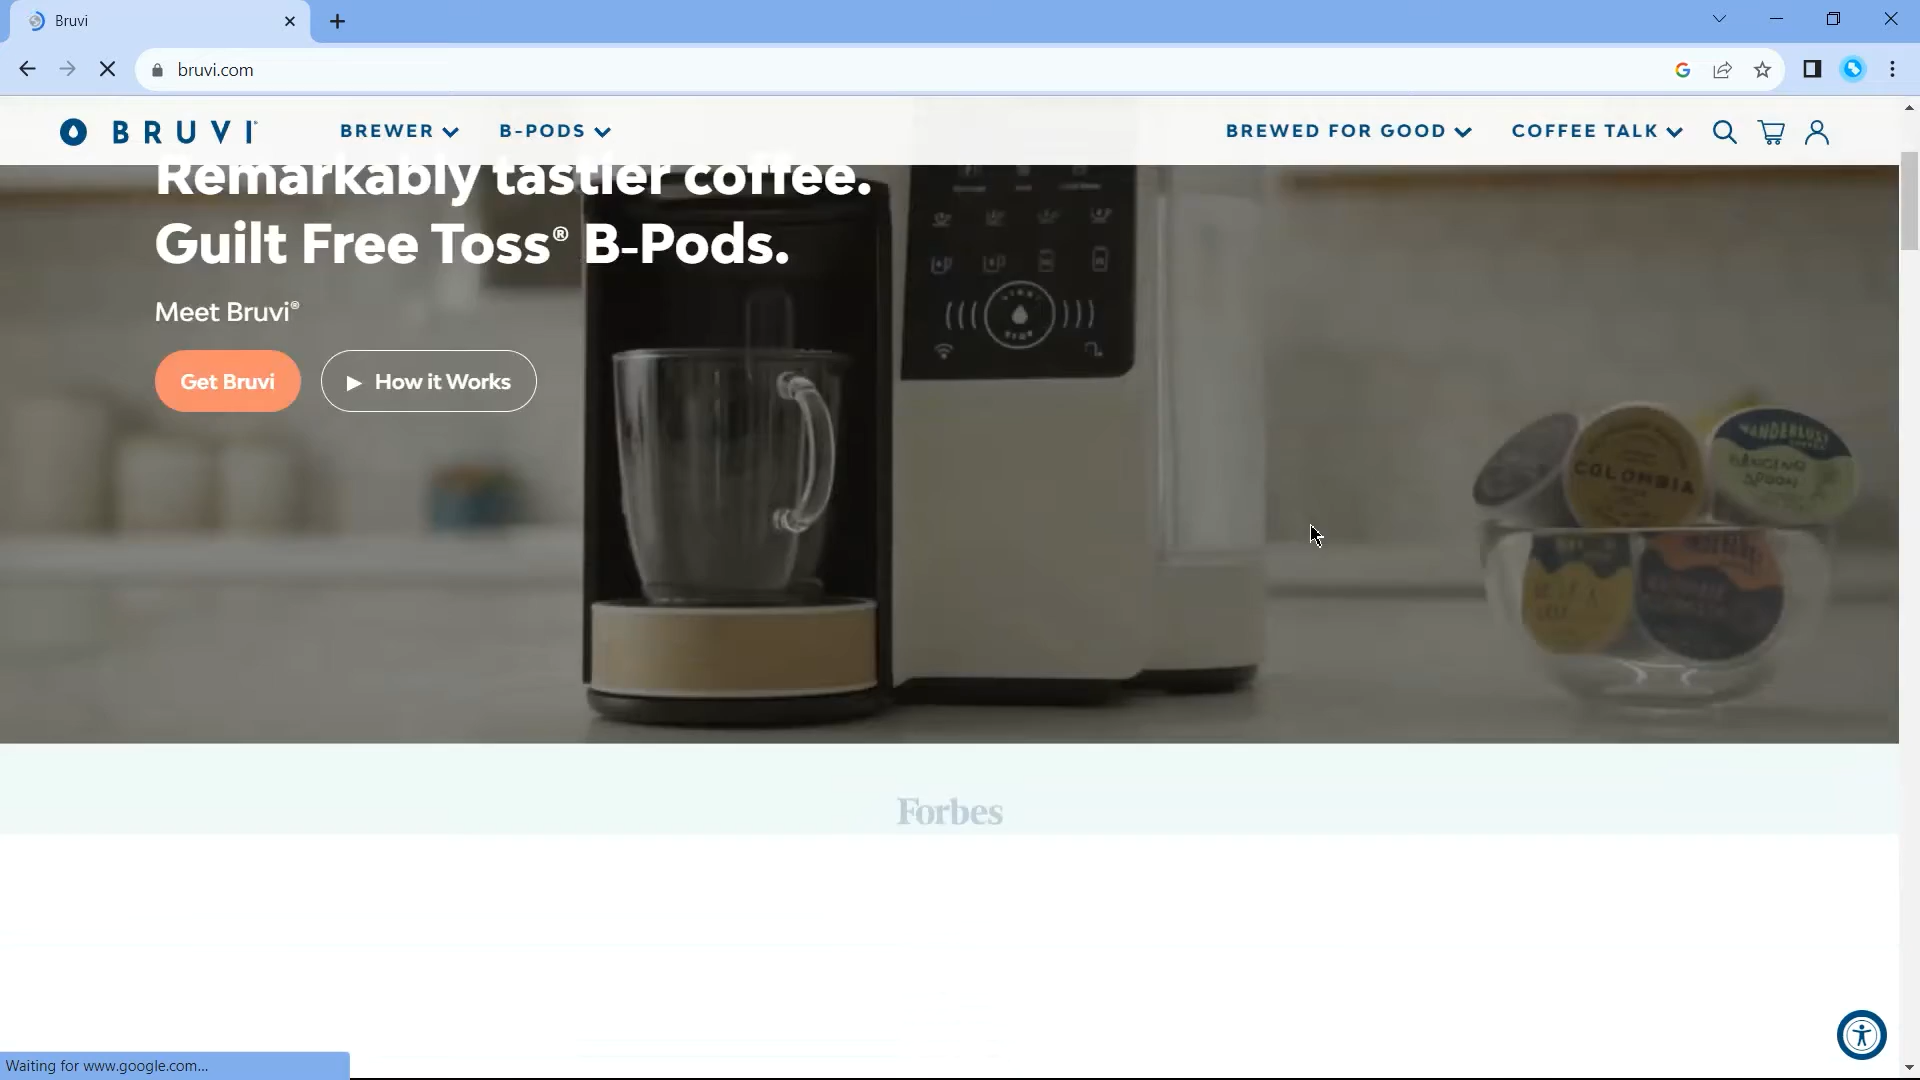 Bruvi
bruvi.com
BRUVI
BREWER
B-PODS
BREWED FOR GOOD
COFFEE TALK
Remarkably tastier coffee.
Guilt Free Toss® B-Pods.
Meet Bruvi®
Get Bruvi
How it Works
START
COLOMBIA
WANDERLUST
Forbes
Waiting for www.google.com...